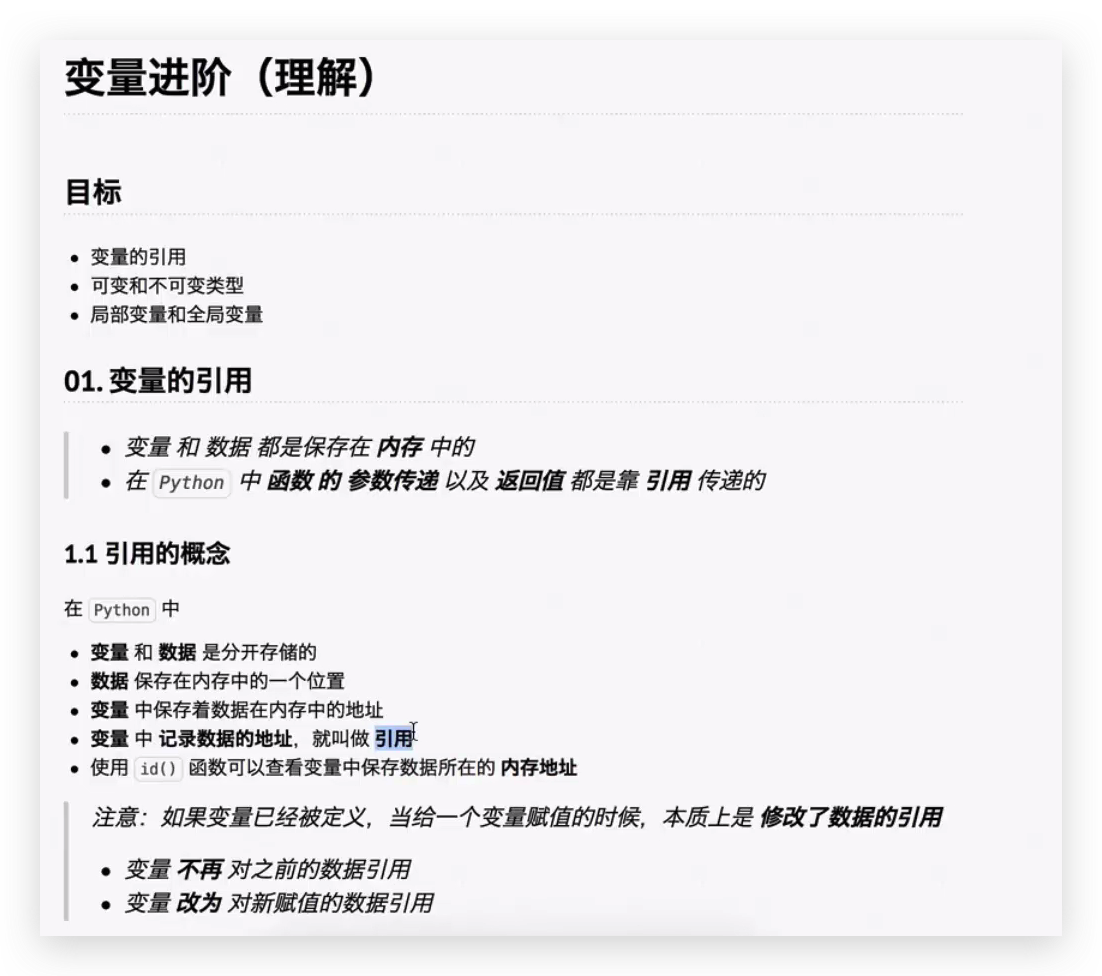 变量进阶（理解）
目标
• 变量的引用
• 可变和不可变类型
• 局部变量和全局变量
01. 变量的引用
• 变量 和 数据 都是保存在 内存 中的
• 在 Python 中 函数 的 参数传递 以及 返回值 都是靠 引用 传递的
1.1 引用的概念
在 Python 中
• 变量 和 数据 是分开存储的
• 数据 保存在内存中的一个位置
• 变量 中保存着数据在内存中的地址
• 变量 中 记录数据的地址，就叫做 引用
• 使用 id() 函数可以查看变量中保存数据所在的 内存地址
注意：如果变量已经被定义，当给一个变量赋值的时候，本质上是 修改了数据的引用
• 变量 不再 对之前的数据引用
• 变量 改为 对新赋值的数据引用